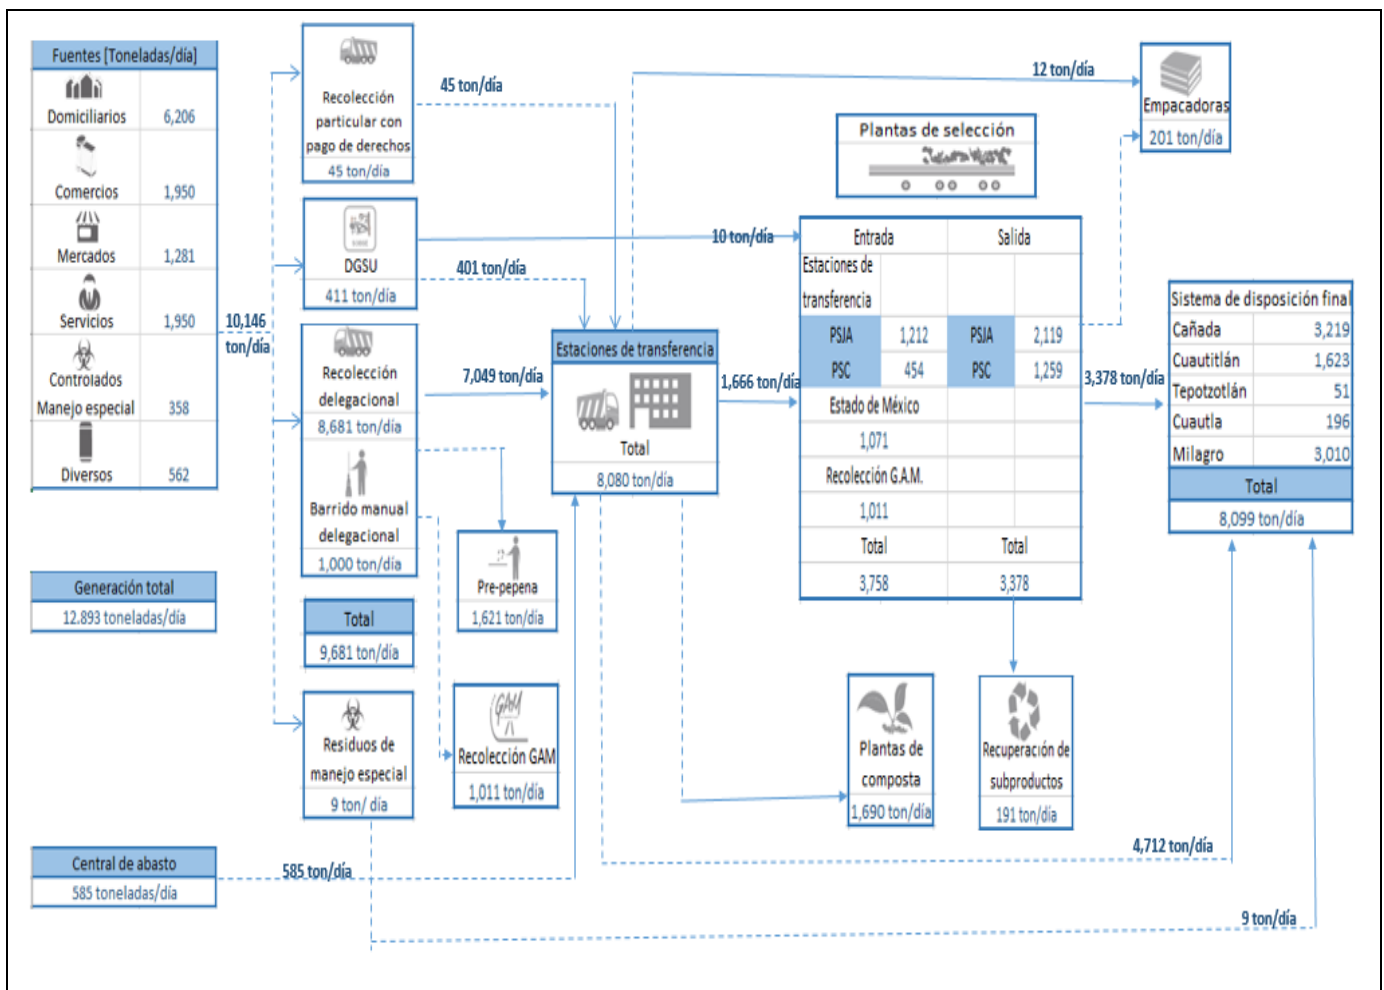 Fuentes [Toneladas/día]
Domiciliarios 6,206
Comercios 1,950
Mercados 1,281
Servicios 1,950
Controlados
Manejo especial 358
Diversos 562
Generación total
12.893 toneladas/día
Central de abasto
585 toneladas/día
10,146
ton/día
585 ton/día
Recolección
particular con
pago de derechos
45 ton/día
DGSU
411 ton/día
Recolección
delegacional
8,681 ton/día
Barrido manual
delegacional
1,000 ton/día
Total
9,681 ton/día
Residuos de
manejo especial
9 ton/ día
45 ton/día
401 ton/día
7,049 ton/día
Pre-pepena
1,621 ton/día
GAM
Recolección GAM
1,011 ton/día
Estaciones de transferencia
Total
8,080 ton/día
12 ton/día
10 ton/día
1,666 ton/día
Plantas de selección
Entrada Salida
Estaciones de
transferencia
PSJA 1,212 PSJA 2,119
PSC 454 PSC 1,259
Estado de México
1,071
Recolección G.A.M.
1,011
Total Total
3,758 3,378
Plantas de
composta
1,690 ton/día
Recuperación de
subproductos
191 ton/día
Empacadoras
201 ton/día
3,378 ton/día
Sistema de disposición final
Cañada 3,219
Cuautitlán 1,623
Tepotzotlán 51
Cuautla 196
Milagro 3,010
Total
8,099 ton/día
4,712 ton/día
9 ton/día